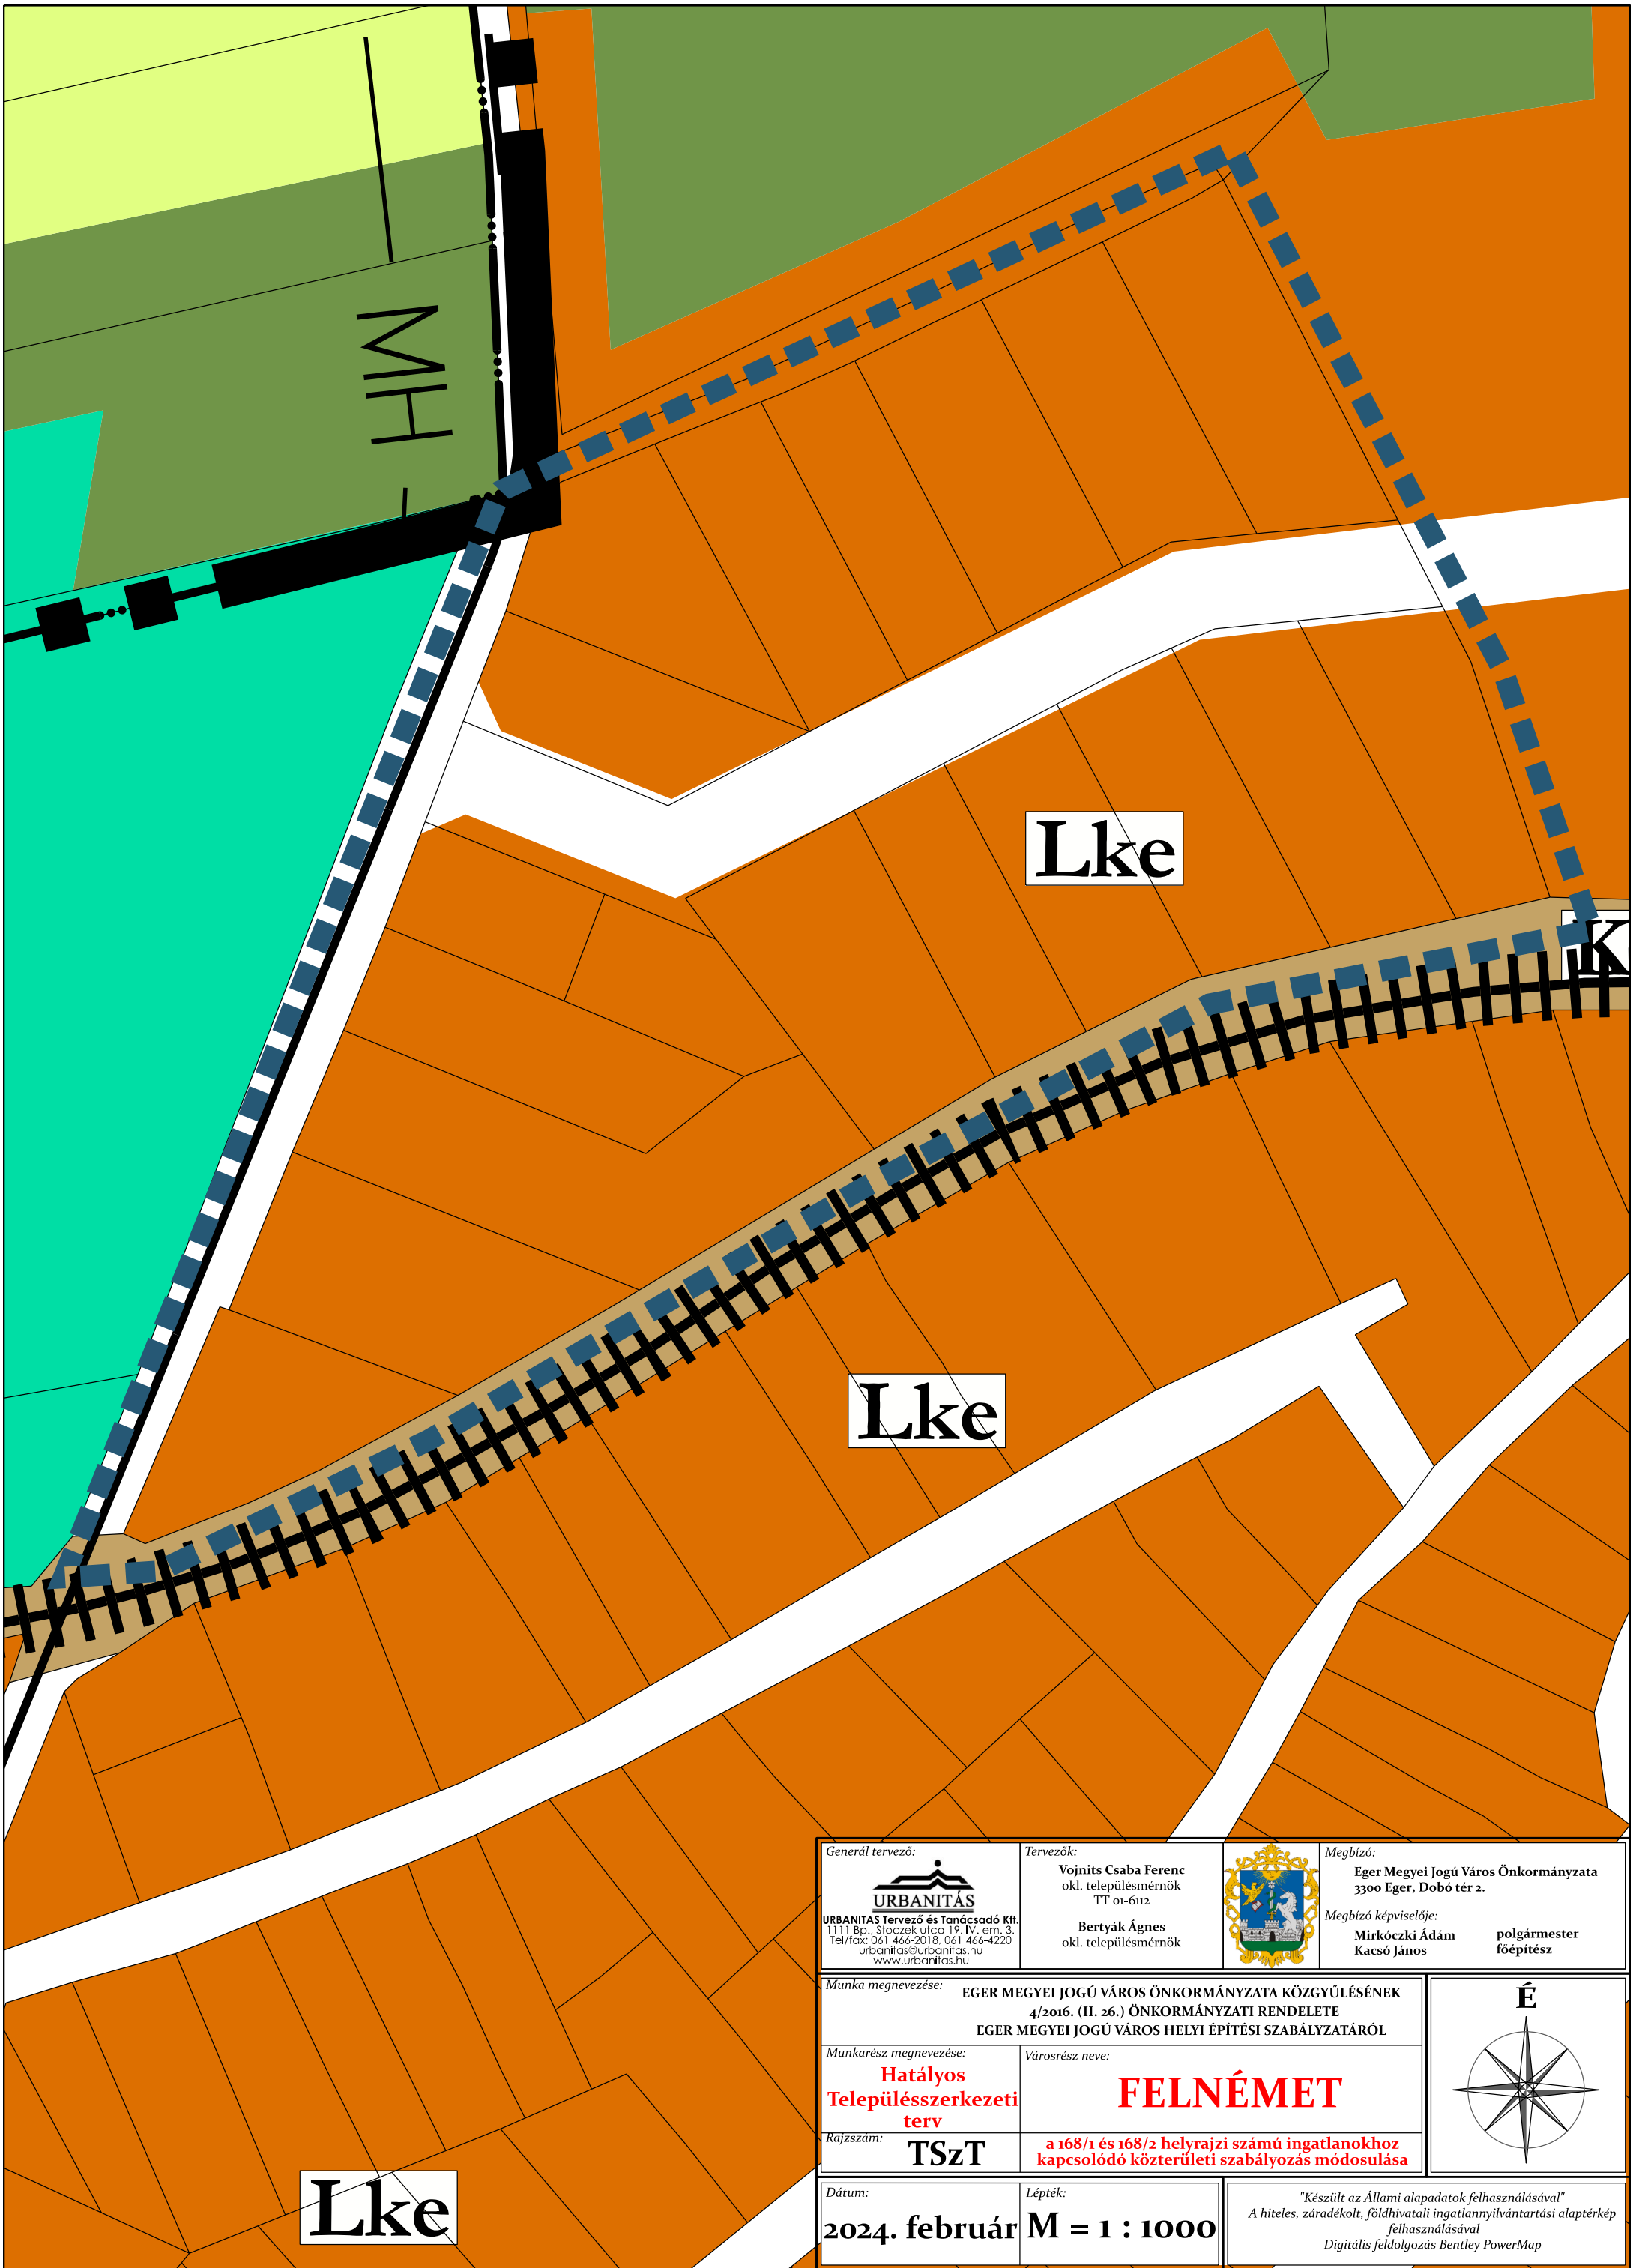 MH
Lke
K
Lke
Lke
Generál tervező:
URBANITÁS
URBANITAS Tervező és Tanácsadó Kft.
1111 Bp., Stoczek utca 19. IV. em. 3.
Tel/fax: 061 466-2018, 061 466-4220
urbanitas@urbanitas.hu
www.urbanitas.hu
Tervezők:
Vojnits Csaba Ferenc
okl. településmérnök
TT 01-6112
Bertyák Ágnes
okl. településmérnök
Megbízó:
Eger Megyei Jogú Város Önkormányzata
3300 Eger, Dobó tér 2.
Megbízó képviselője:
Mirkóczki Ádám polgármester
Kacsó János főépítész
Munka megnevezése:
EGER MEGYEI JOGÚ VÁROS ÖNKORMÁNYZATA KÖZGYŰLÉSÉNEK
4/2016. (II. 26.) ÖNKORMÁNYZATI RENDELETE
EGER MEGYEI JOGÚ VÁROS HELYI ÉPÍTÉSI SZABÁLYZATÁRÓL
É
Munkarész megnevezése:
Hatályos
Településszerkezeti
terv
Városrész neve:
FELNÉMET
Rajzszám:
TSzT
a 168/1 és 168/2 helyrajzi számú ingatlanokhoz
kapcsolódó közterületi szabályozás módosulása
Dátum:
2024. február
Lépték:
M = 1 : 1000
"Készült az Állami alapadatok felhasználásával"
A hiteles, záradékolt, földhivatali ingatlannyilvántartási alaptérkép
felhasználásával
Digitális feldolgozás Bentley PowerMap